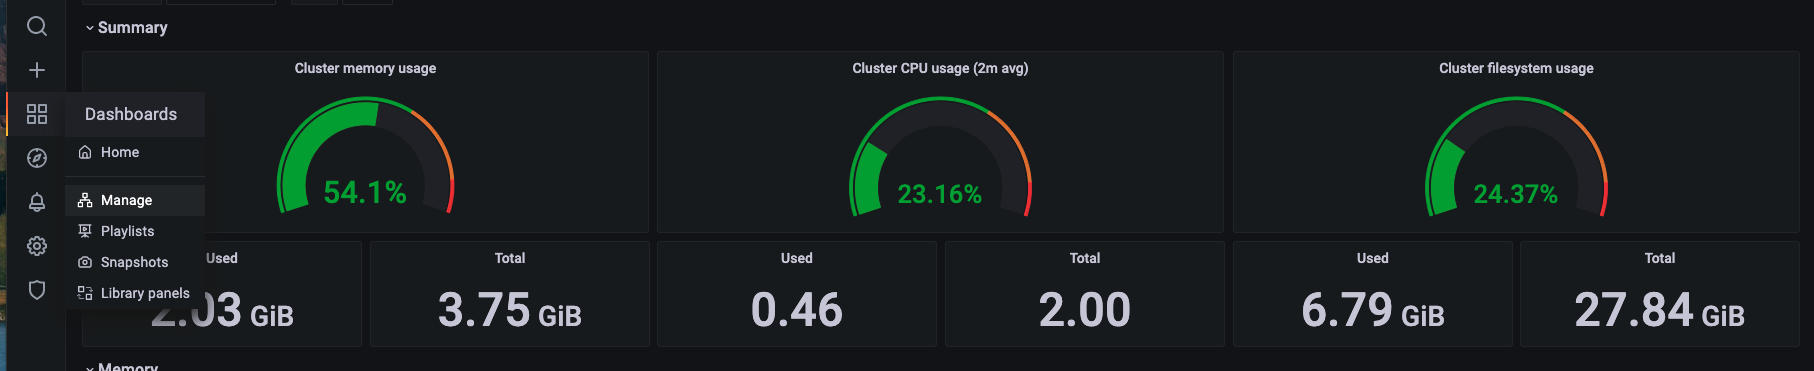 Summary
Cluster memory usage
Cluster CPU usage (2m avg)
Cluster filesystem usage
Dashboards
Home
Manage
Playlists
Snapshots
Library panels
54.1%
23.16%
24.37%
Used
Total
Used
Total
Used
Total
2.03 GiB
3.75 GiB
0.46
2.00
6.79 GiB
27.84 GiB
Memory